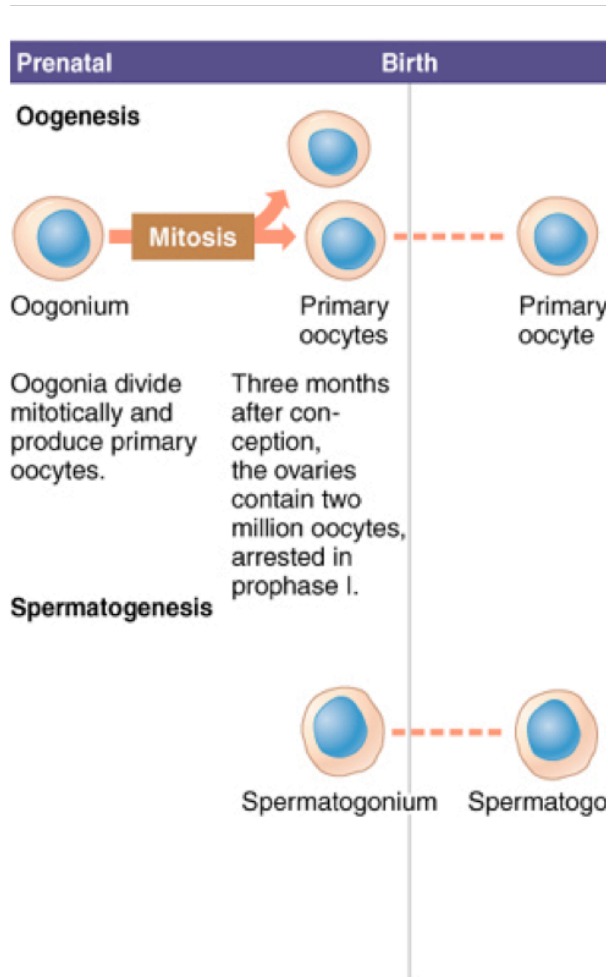 Prenatal Birth
Oogenesis
Mitosis
Oogonium
Primary
oocytes
Primary
oocyte
Oogonia divide
mitotically and
produce primary
oocytes.
Three months
after con-
ception,
the ovaries
contain two
million oocytes,
arrested in
prophase I.
Spermatogenesis
Spermatogonium Spermatogo